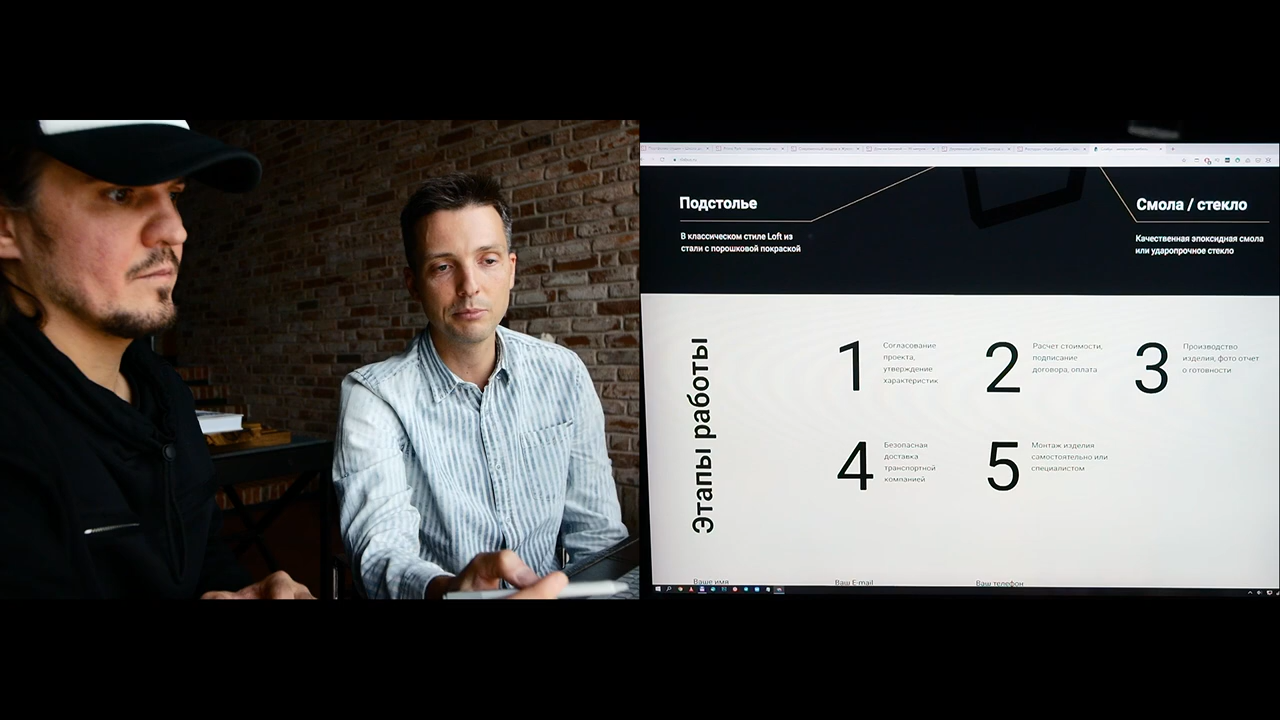 Подстолье
В классическом стиле Loft из
стали с порошковой покраской
Смола / стекло
Качественная эпоксидная смола
или ударопрочное стекло
Этапы работы
1
Согласование
проекта,
утверждение
характеристик
2
Расчет стоимости,
подписание
договора, оплата
3
Производство
изделия, фото отчет
о готовности
4
Безопасная
доставка
транспортной
компанией
5
Монтаж изделия
самостоятельно или
специалистом
Ваше имя
Ваш E-mail
Ваш телефон